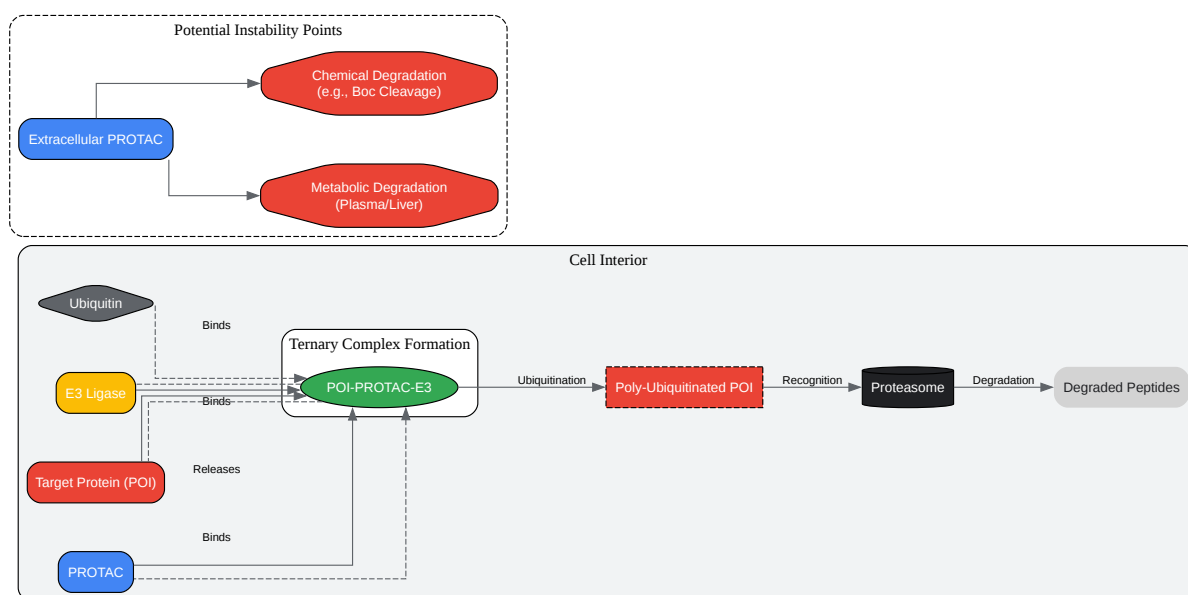 Potential Instability Points
Chemical Degradation
(e.g., Boc Cleavage)
Extracellular PROTAC
Metabolic Degradation
(Plasma/Liver)
Cell Interior
Ubiquitin
Binds
Ternary Complex Formation
E3 Ligase
POI-PROTAC-E3
Ubiquitination
Poly-Ubiquitinated POI
Recognition
Proteasome
Degradation
Degraded Peptides
Binds
Releases
Target Protein (POI)
Binds
PROTAC